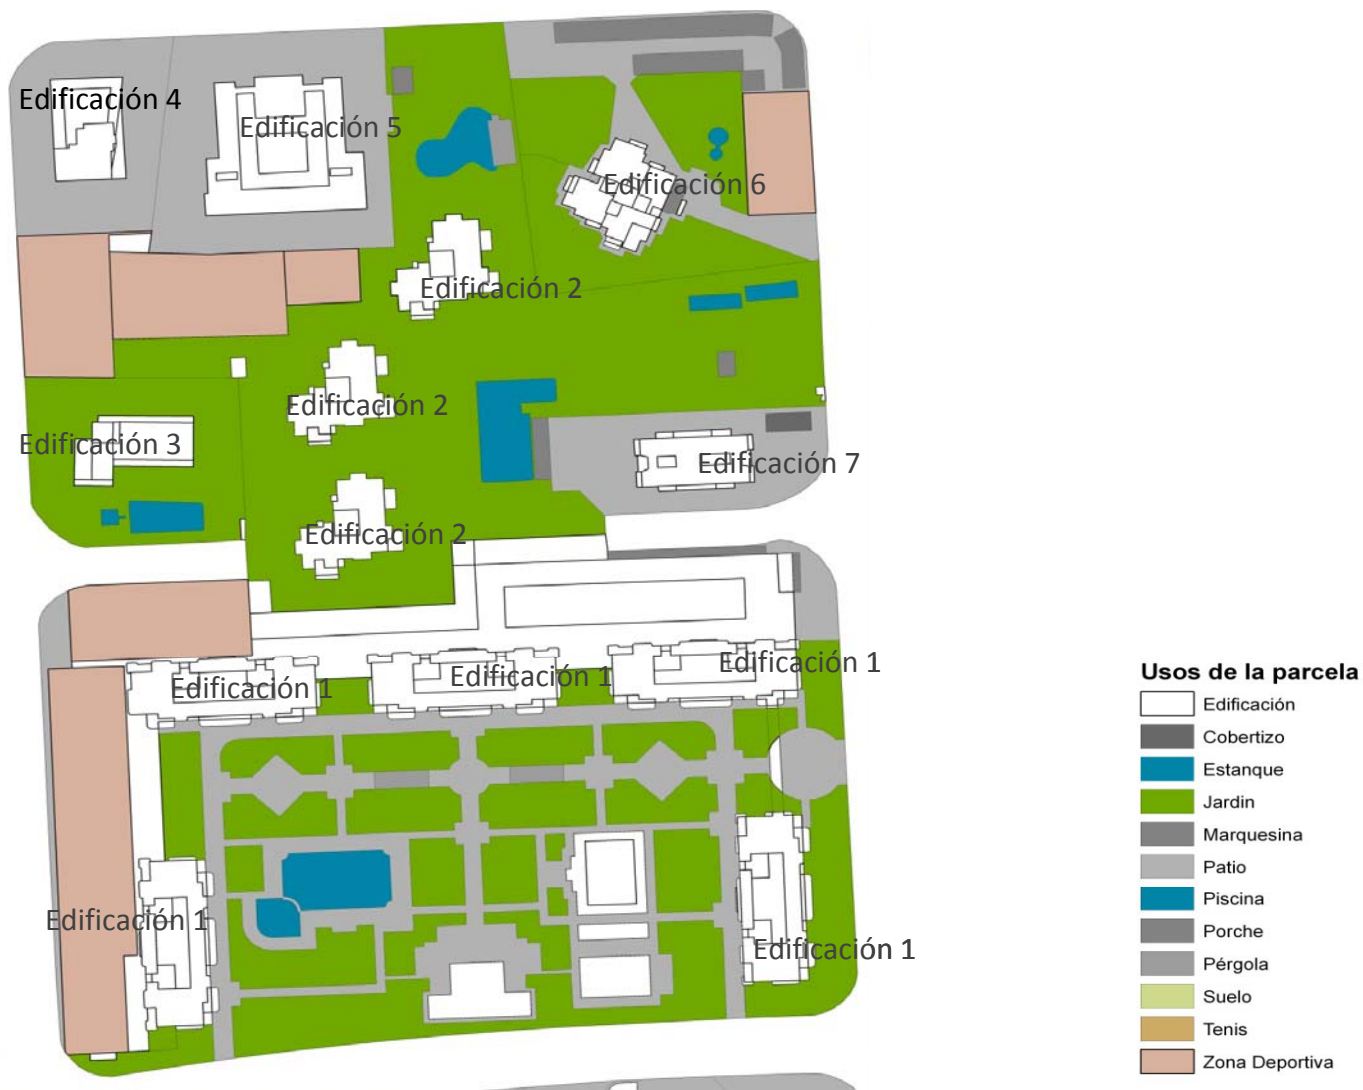 Edificación 4
Edificación 5
Edificación 6
Edificación 2
Edificación 2
Edificación 3
Edificación 7
Edificación 2
Edificación 1
Edificación 1
Edificación 1
Edificación 1
Edificación 1
Usos de la parcela
Edificación
Cobertizo
Estanque
Jardin
Marquesina
Patio
Piscina
Porche
Pérgola
Suelo
Tenis
Zona Deportiva